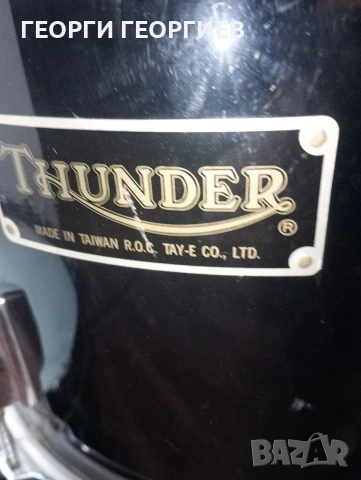 ГЕОРГИ ГЕОРГИЕВ
THUNDER
®
MADE IN TAIWAN R.O.C. TAY-E CO., LTD.
BAZAR